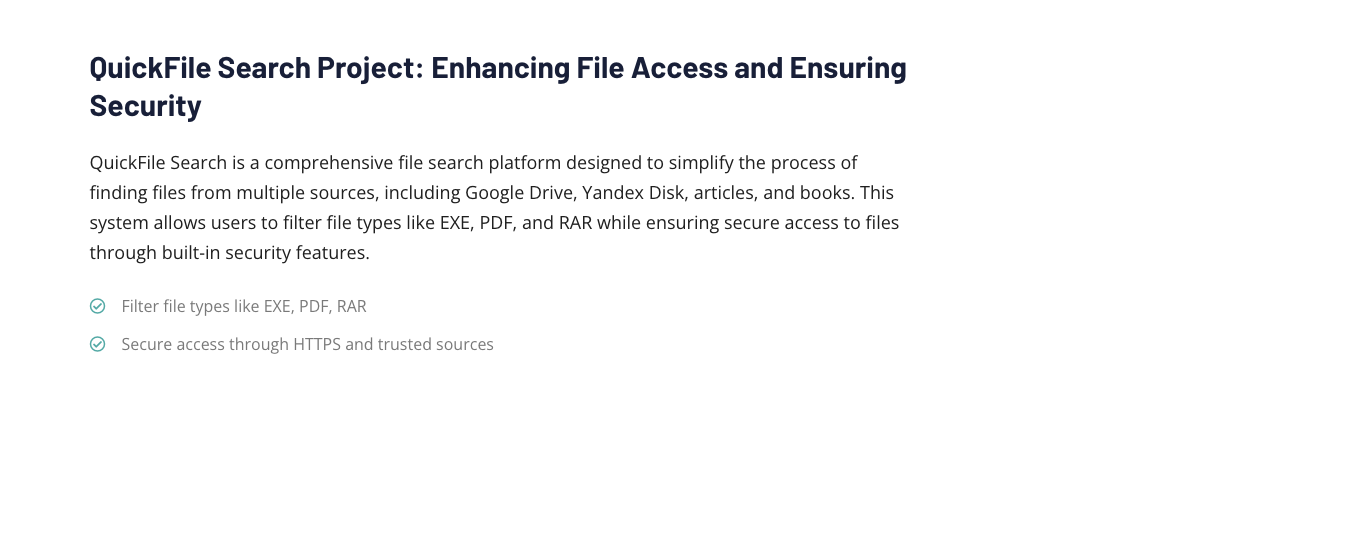 QuickFile Search Project: Enhancing File Access and Ensuring
Security
QuickFile Search is a comprehensive file search platform designed to simplify the process of
finding files from multiple sources, including Google Drive, Yandex Disk, articles, and books. This
system allows users to filter file types like EXE, PDF, and RAR while ensuring secure access to files
through built-in security features.
Filter file types like EXE, PDF, RAR
Secure access through HTTPS and trusted sources